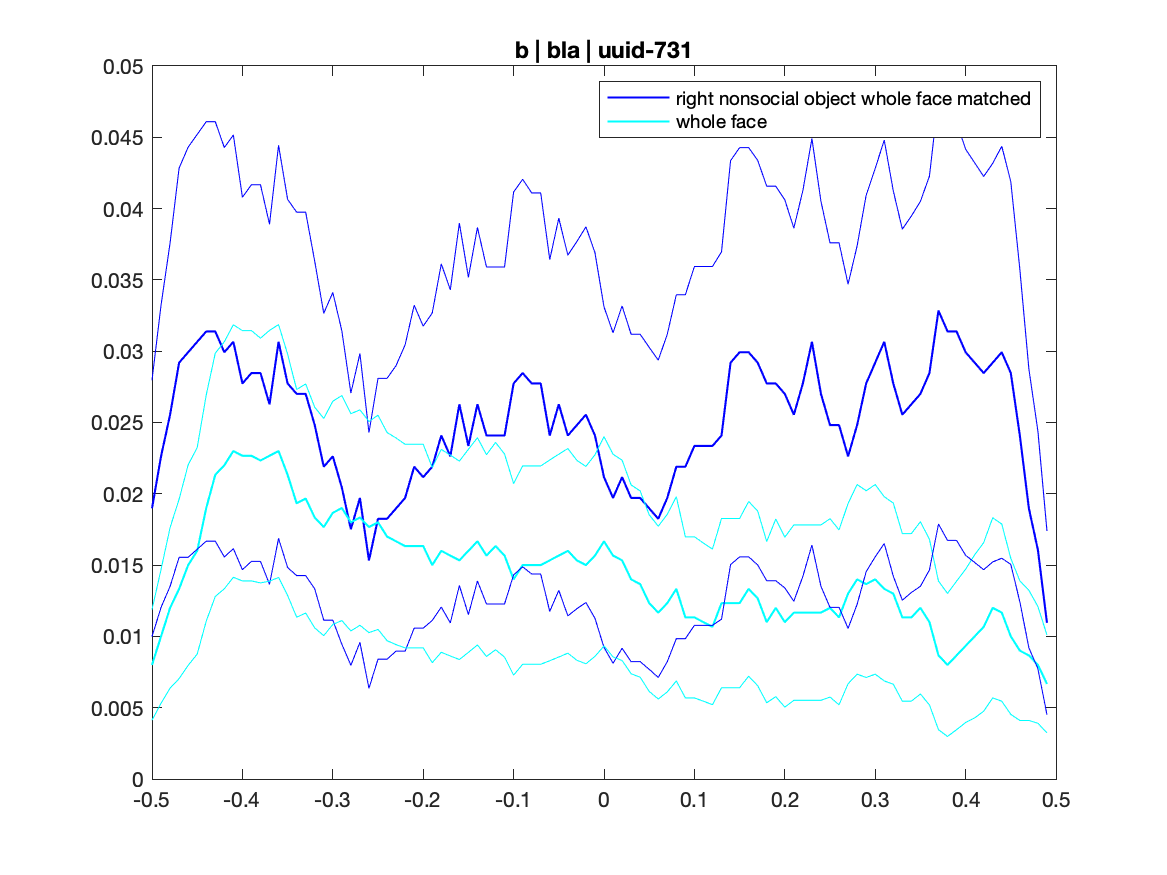 b | bla | uuid-731
0.05
0.045
0.04
0.035
0.03
0.025
0.02
0.015
0.01
0.005
0
right nonsocial object whole face matched
whole face
-0.5 -0.4 -0.3 -0.2 -0.1 0 0.1 0.2 0.3 0.4 0.5